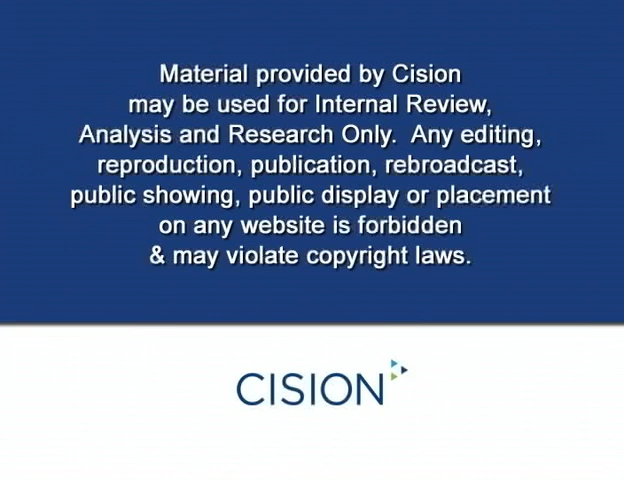 Material provided by Cision
may be used for Internal Review,
Analysis and Research Only.  Any editing,
reproduction, publication, rebroadcast,
public showing, public display or placement
on any website is forbidden
& may violate copyright laws.
CISION